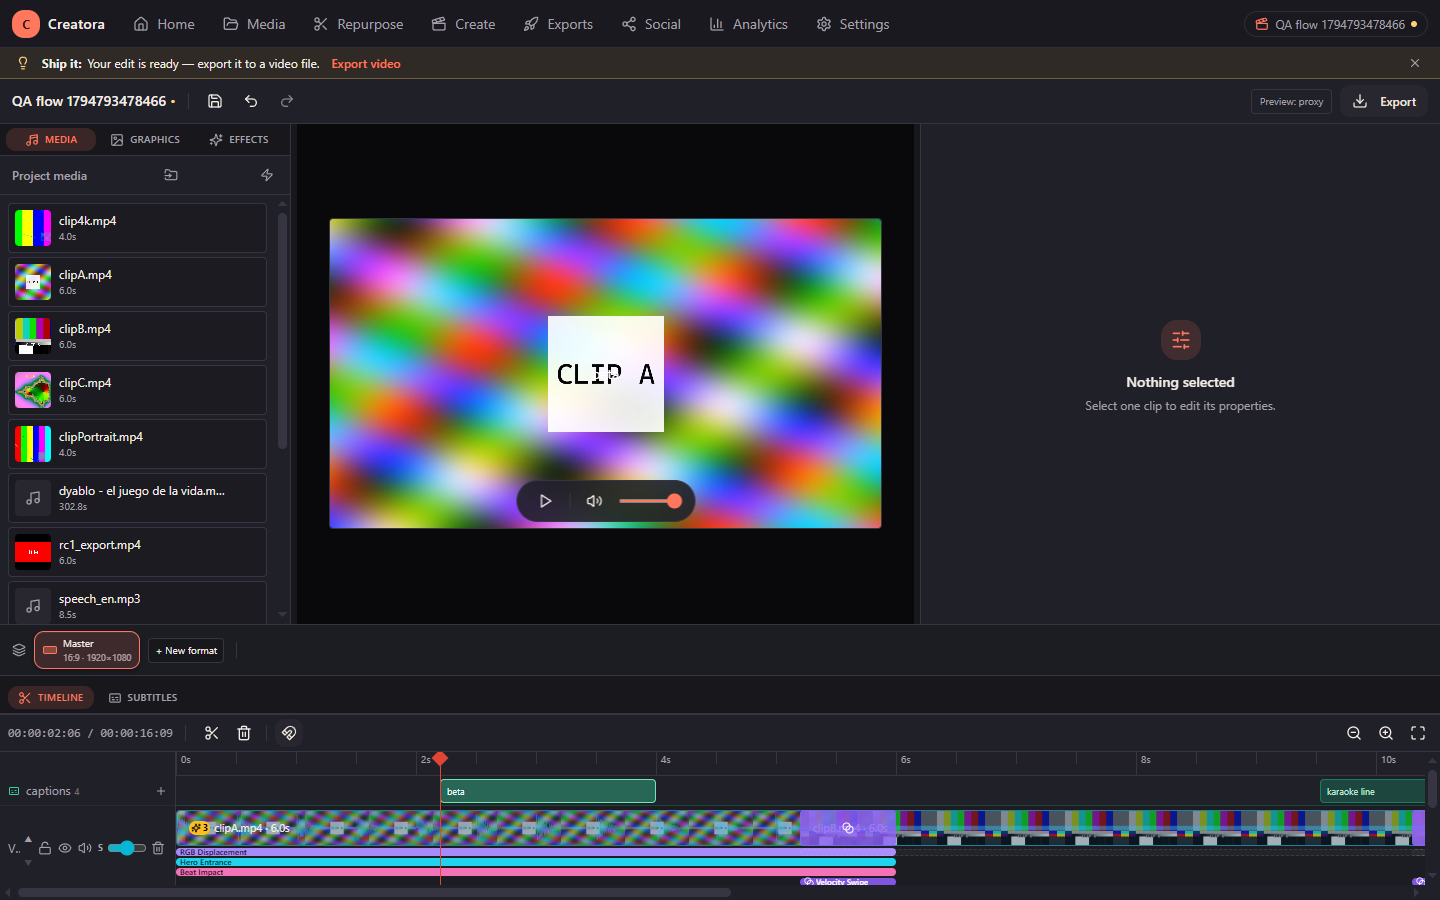 C Creatora Home Media Repurpose Create Exports Social Analytics Settings QA flow 1794793478466
Ship it: Your edit is ready — export it to a video file. Export video
QA flow 1794793478466 Preview: proxy Export
MEDIA GRAPHICS EFFECTS
Project media
clip4k.mp4
4.0s
clipA.mp4
6.0s
clipB.mp4
6.0s
clipC.mp4
6.0s
clipPortrait.mp4
4.0s
dyablo - el juego de la vida.m...
302.8s
rc1_export.mp4
6.0s
speech_en.mp3
8.5s
CLIP A
Nothing selected
Select one clip to edit its properties.
Master
16:9 · 1920×1080
+ New format
TIMELINE SUBTITLES
00:00:02:06 / 00:00:16:09
0s 2s 4s 6s 8s 10s
captions 4 +
beta karaoke line
3 clipA.mp4 · 6.0s clipB.mp4 · 6.0s
V.. S
RGB Displacement
Hero Entrance
Beat Impact
Velocity Swipe